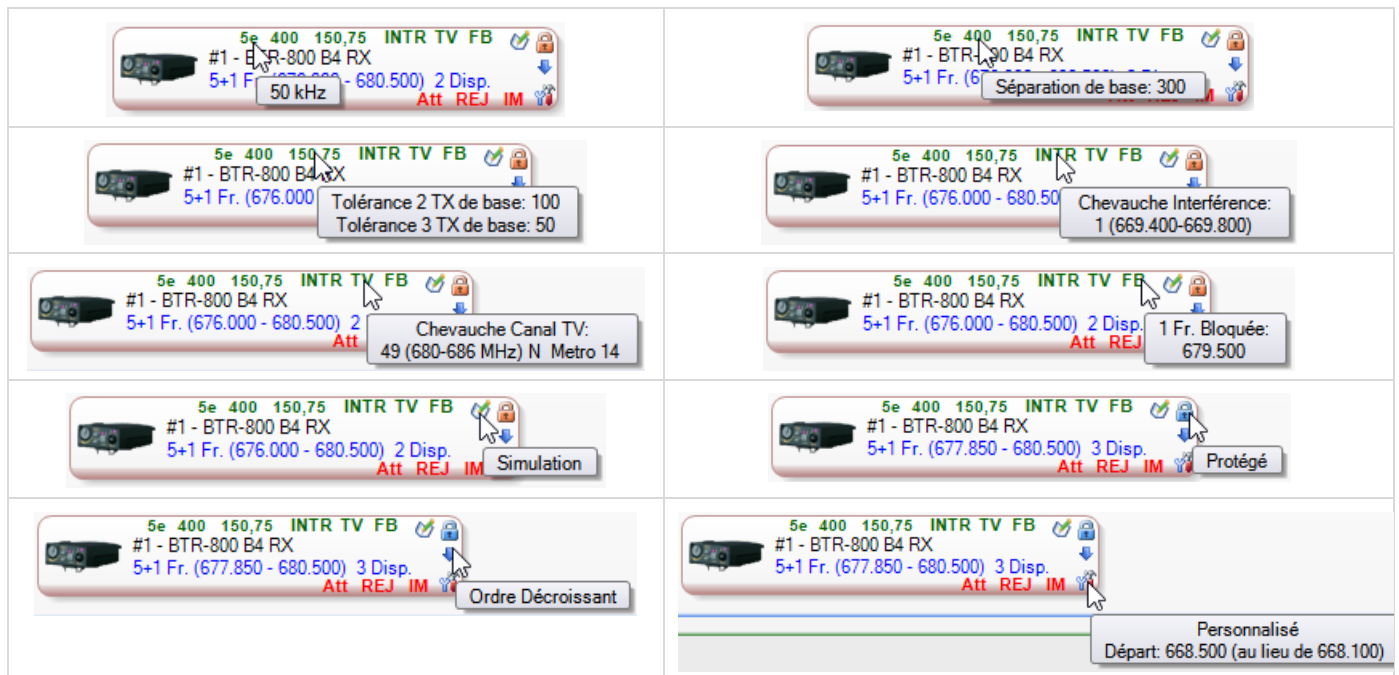 5e 400 150,75 INTR TV FB
#1 - BTR-800 B4 RX
5+1 - 680.500) 2 Disp.
50 kHz
Att REJ IM
5e 400 150,75 INTR TV FB
#1 - BTR-800 B4 RX
5+1 Fr.
Séparation de base: 300
5e 400 150,75 INTR TV FB
#1 - BTR-800 B4 RX
5+1 Fr. (676.000
Tolérance 2 TX de base: 100
Tolérance 3 TX de base: 50
5e 400 150,75 INTR TV FB
#1 - BTR-800 B4 RX
5+1 Fr. (676.000 - 680.50
Chevauche Interférence:
1 (669.400-669.800)
5e 400 150,75 INTR TV FB
#1 - BTR-800 B4 RX
5+1 Fr. (676.000 - 680.500) 2
Att
Chevauche Canal TV:
49 (680-686 MHz) N Metro 14
5e 400 150,75 INTR TV FB
#1 - BTR-800 B4 RX
5+1 Fr. (676.000 - 680.500) 2 Disp.
Att REJ
1 Fr. Bloquée:
679.500
5e 400 150,75 INTR TV FB
#1 - BTR-800 B4 RX
5+1 Fr. (676.000 - 680.500) 2 Disp.
Att REJ IM
Simulation
5e 400 150,75 INTR TV FB
#1 - BTR-800 B4 RX
5+1 Fr. (677.850 - 680.500) 3 Disp.
Att REJ IM
Protégé
5e 400 150,75 INTR TV FB
#1 - BTR-800 B4 RX
5+1 Fr. (677.850 - 680.500) 3 Disp.
Att REJ IM
Ordre Décroissant
5e 400 150,75 INTR TV FB
#1 - BTR-800 B4 RX
5+1 Fr. (677.850 - 680.500) 3 Disp.
Att REJ IM
Personnalisé
Départ: 668.500 (au lieu de 668.100)